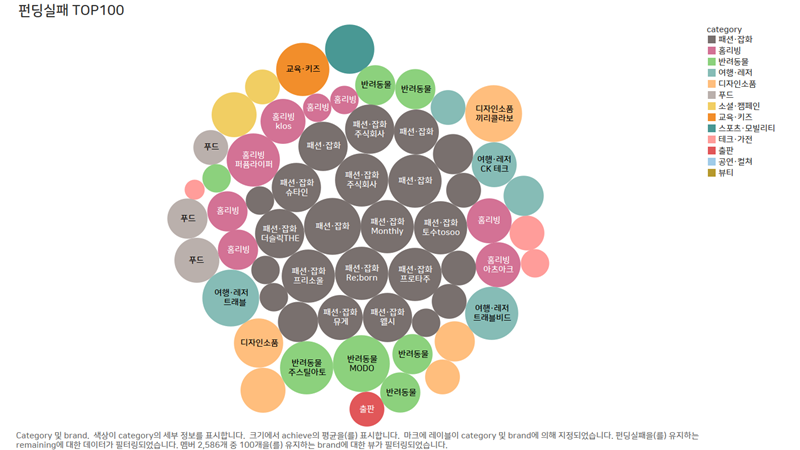 펀딩실패 TOP100
category
패션·잡화
홈리빙
반려동물
여행·레저
디자인소품
푸드
소셜·캠페인
교육·키즈
스포츠·모빌리티
테크·가전
출판
공연·컬쳐
뷰티
교육·키즈
반려동물
반려동물
홈리빙
홈리빙
홈리빙
klos
디자인소품
끼리콜라보
패션·잡화
주식회사
패션·잡화
패션·잡화
푸드
홈리빙
퍼품라이퍼
여행·레저
CK 테크
패션·잡화
주식회사
패션·잡화
패션·잡화
슈타인
푸드
홈리빙
패션·잡화
패션·잡화
Monthly
패션·잡화
토수tosoo
홈리빙
패션·잡화
더슬릭THE
홈리빙
푸드
패션·잡화
프리소울
패션·잡화
Re;born
패션·잡화
프로타주
홈리빙
아츠아크
여행·레저
트래블
패션·잡화
뮤게
패션·잡화
엘시
여행·레저
트래블비드
디자인소품
반려동물
주스틸아토
반려동물
MODO
반려동물
반려동물
출판
Category 및 brand. 색상이 category의 세부 정보를 표시합니다. 크기에서 achieve의 평균을(를) 표시합니다. 마크에 레이블이 category 및 brand에 의해 지정되었습니다. 펀딩실패을(를) 유지하는
remaining에 대한 데이터가 필터링되었습니다. 멤버 2,586개 중 100개을(를) 유지하는 brand에 대한 뷰가 필터링되었습니다.